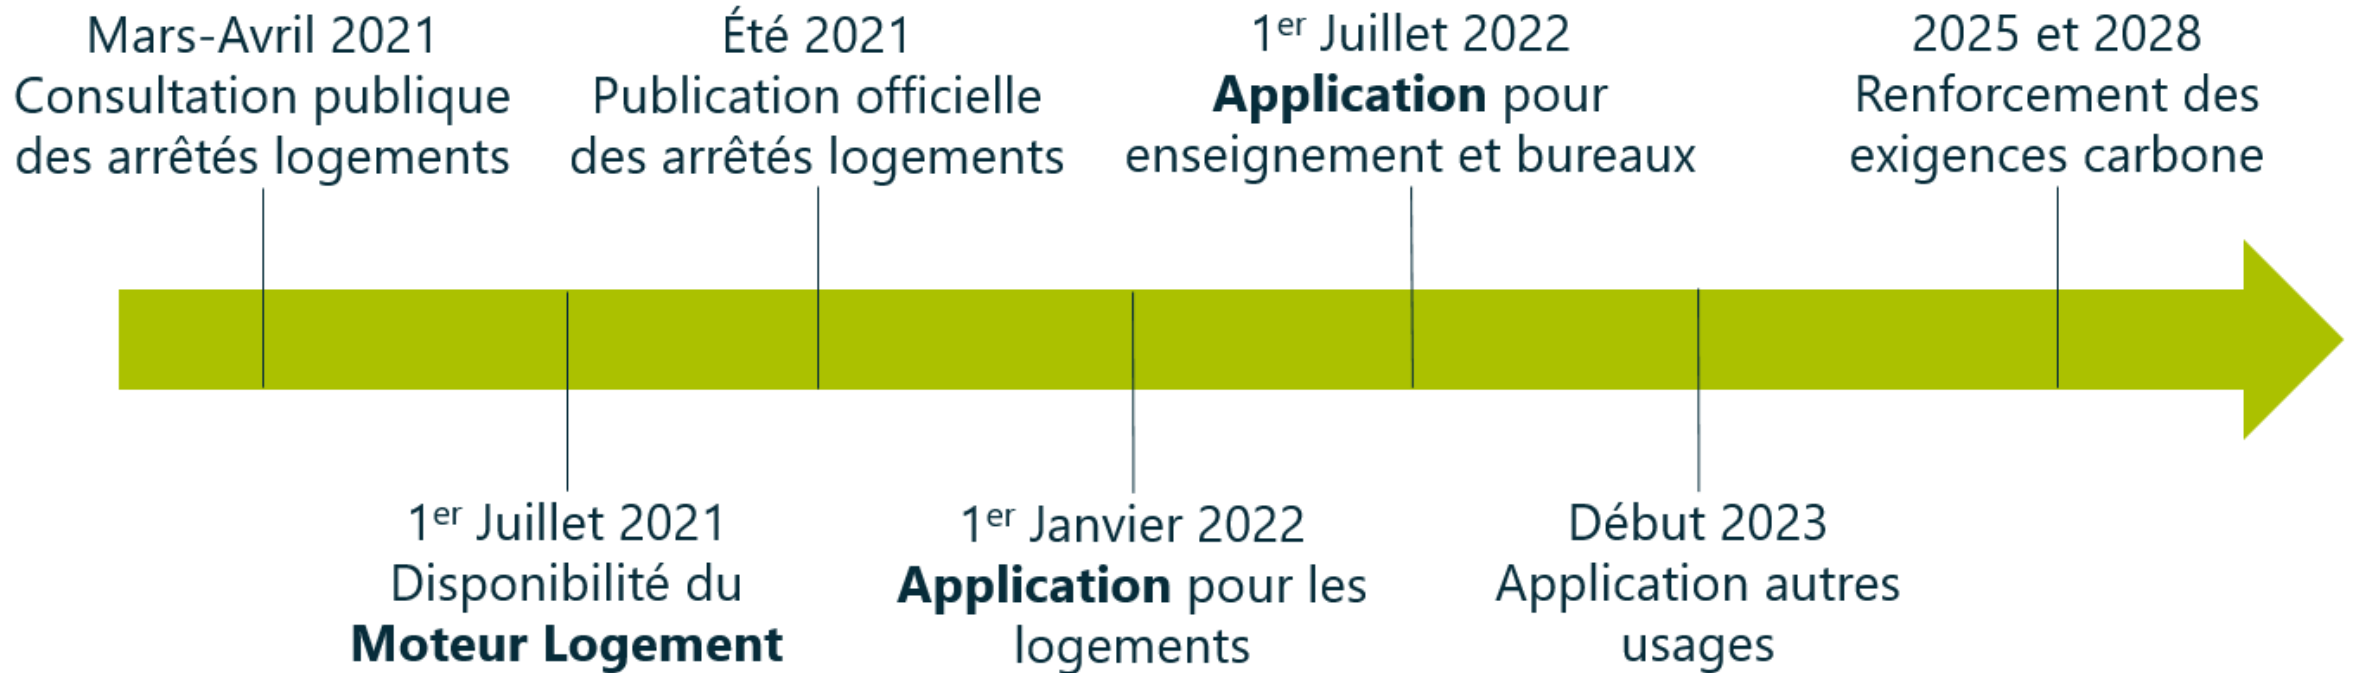 Mars-Avril 2021
Consultation publique
des arrêtés logements
Été 2021
Publication officielle
des arrêtés logements
1er Juillet 2022
Application pour
enseignement et bureaux
2025 et 2028
Renforcement des
exigences carbone
1er Juillet 2021
Disponibilité du
Moteur Logement
1er Janvier 2022
Application pour les
logements
Début 2023
Application autres
usages